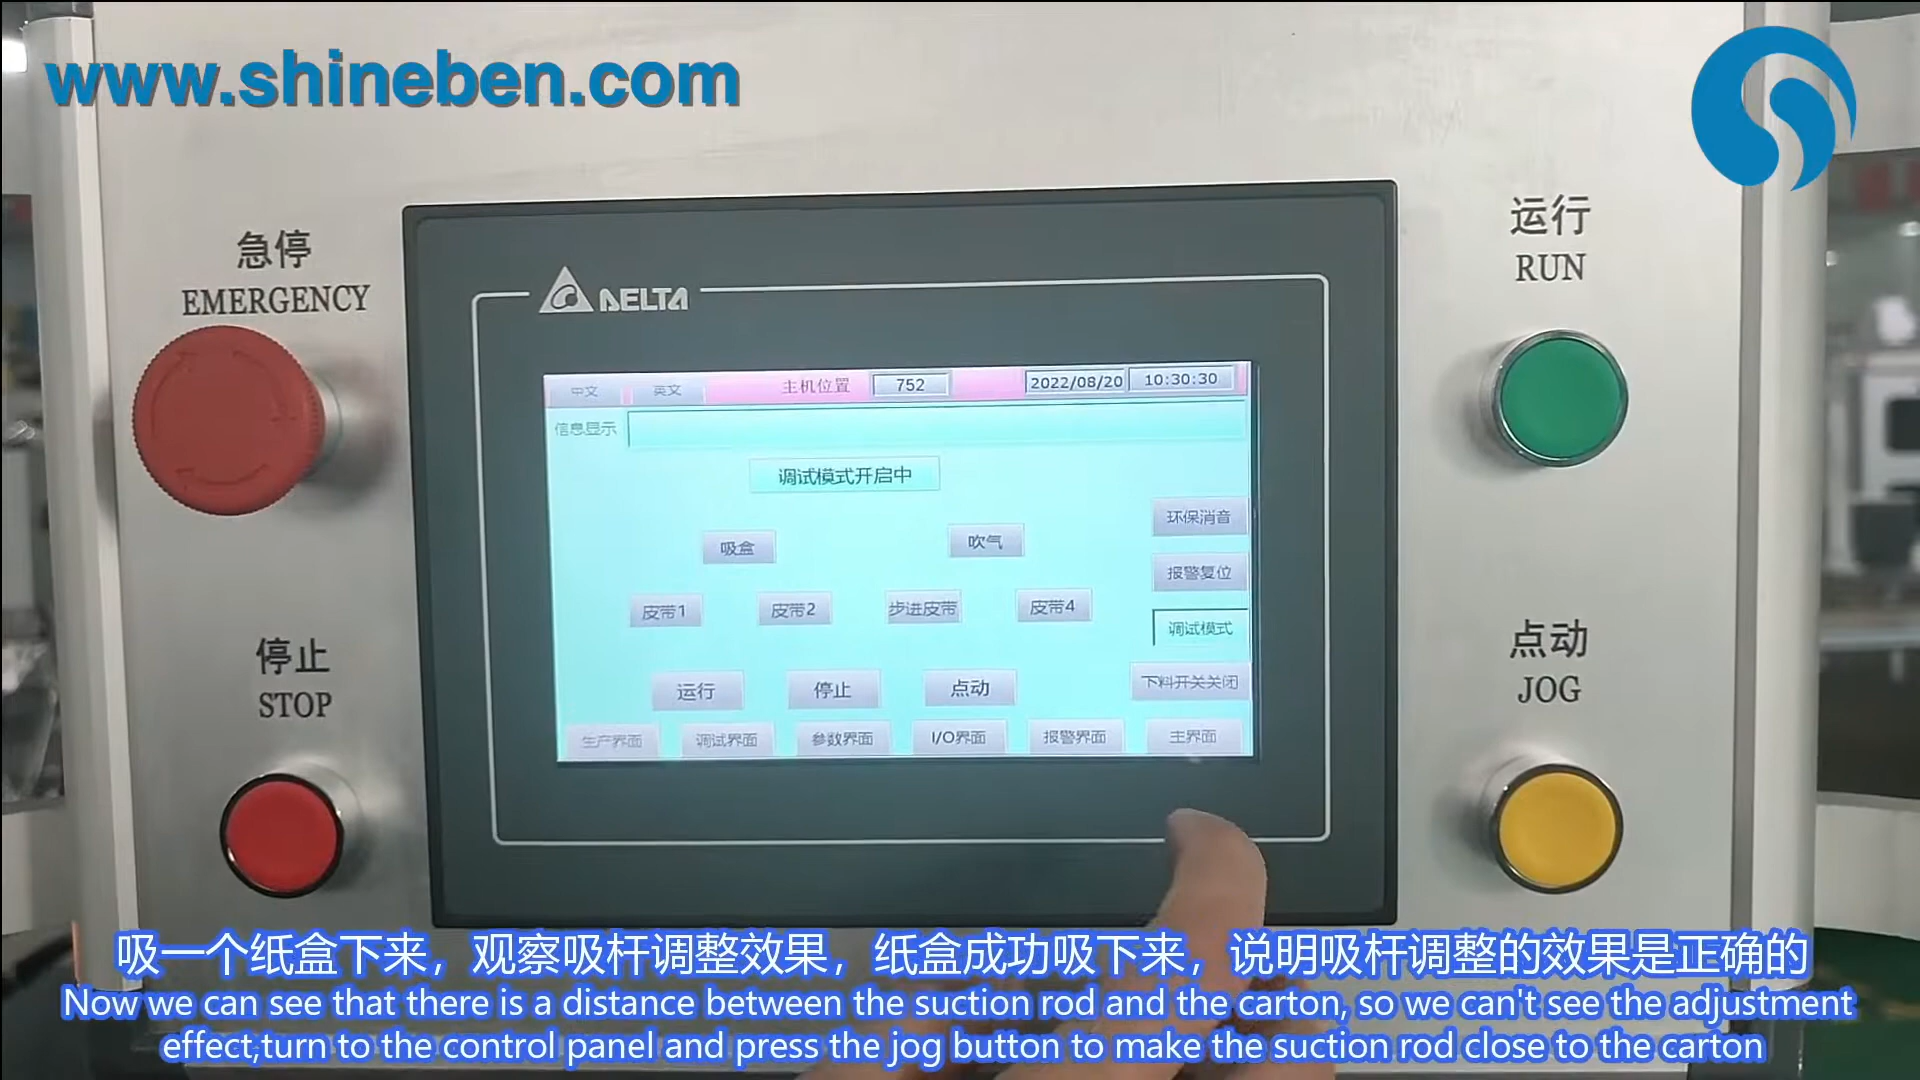 www.shineben.com
急停
EMERGENCY
运行
RUN
DELTA
中文 英文 主机位置 752 2022/08/20 10:30:30
信息显示
调试模式开启中
吸盒 吹气 环保消音
报警复位
皮带1 皮带2 步进皮带 皮带4
调试模式
运行 停止 点动 下料开关关闭
生产界面 调试界面 参数界面 I/O界面 报警界面 主界面
停止
STOP
点动
JOG
吸一个纸盒下来，观察吸杆调整效果，纸盒成功吸下来，说明吸杆调整的效果是正确的
Now we can see that there is a distance between the suction rod and the carton, so we can't see the adjustment
effect,turn to the control panel and press the jog button to make the suction rod close to the carton